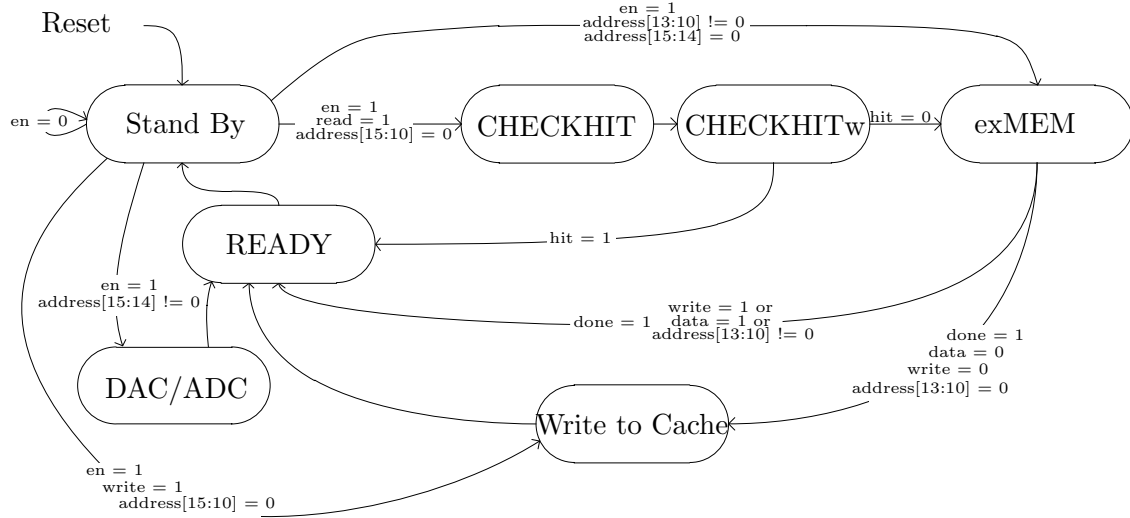 Reset
en = 1
address[13:10] != 0
address[15:14] = 0
en = 0
Stand By
en = 1
read = 1
address[15:10] = 0
CHECKHIT
CHECKHITw
hit = 0
exMEM
READY
hit = 1
en = 1
address[15:14] != 0
done = 1
write = 1 or
data = 1 or
address[13:10] != 0
done = 1
data = 0
write = 0
address[13:10] = 0
DAC/ADC
Write to Cache
en = 1
write = 1
address[15:10] = 0